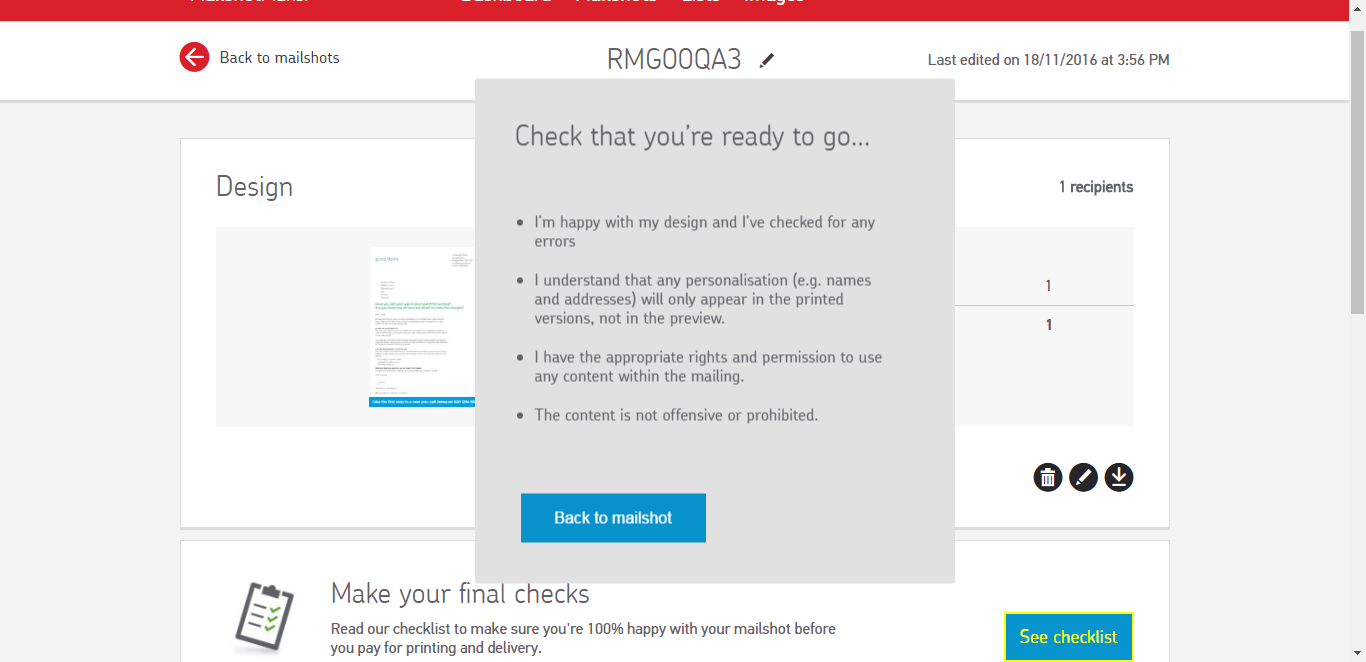 Back to mailshots
RMG00QA3
Last edited on 18/11/2016 at 3:56 PM
Check that you're ready to go...
Design
1 recipients
I'm happy with my design and I've checked for any
errors
I understand that any personalisation (e.g. names
and addresses) will only appear in the printed
versions, not in the preview.
1
1
I have the appropriate rights and permission to use
any content within the mailing.
The content is not offensive or prohibited.
Back to mailshot
Make your final checks
Read our checklist to make sure you're 100% happy with your mailshot before
you pay for printing and delivery.
See checklist